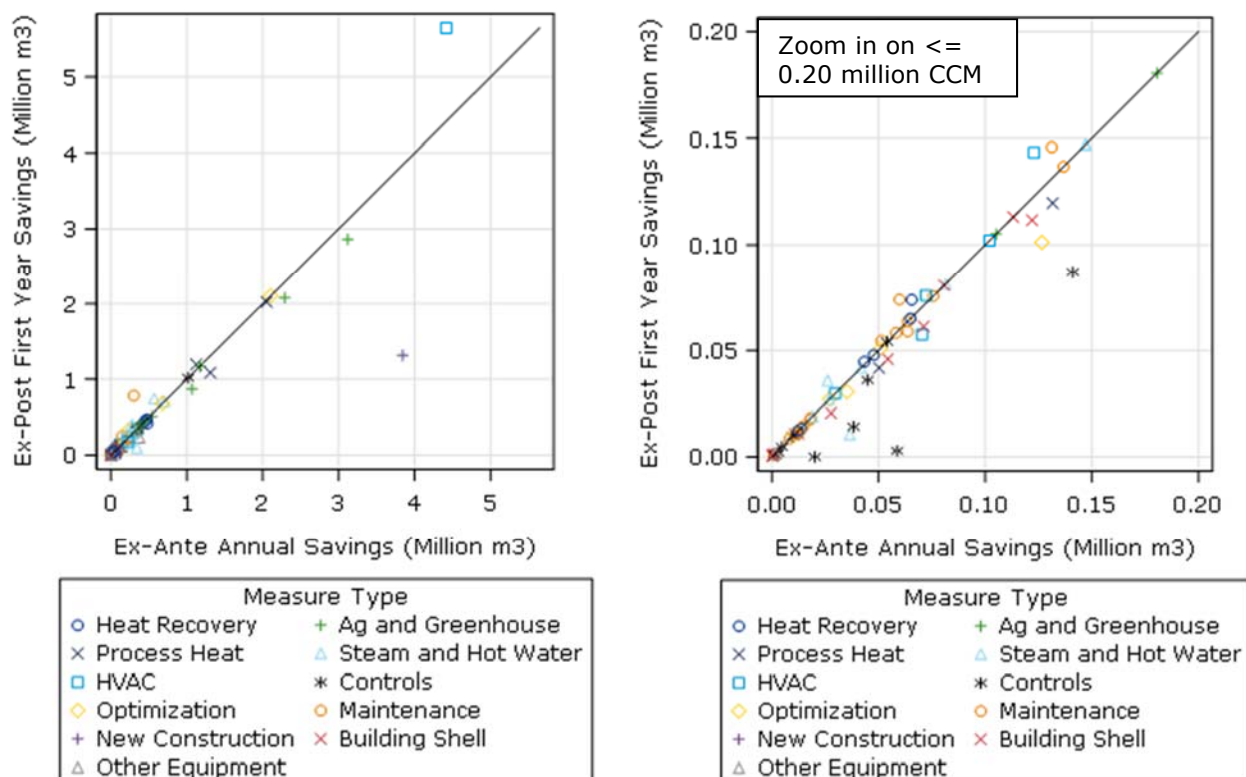 Ex-Post First Year Savings (Million m3)
5
4
3
2
1
0
0 1 2 3 4 5
Ex-Ante Annual Savings (Million m3)
Measure Type
Heat Recovery
Ag and Greenhouse
Process Heat
Steam and Hot Water
HVAC
Controls
Optimization
Maintenance
New Construction
Building Shell
Other Equipment
Ex-Post First Year Savings (Million m3)
Zoom in on <=
0.20 million CCM
0.20
0.15
0.10
0.05
0.00
0.00 0.05 0.10 0.15 0.20
Ex-Ante Annual Savings (Million m3)
Measure Type
Heat Recovery
Ag and Greenhouse
Process Heat
Steam and Hot Water
HVAC
Controls
Optimization
Maintenance
New Construction
Building Shell
Other Equipment